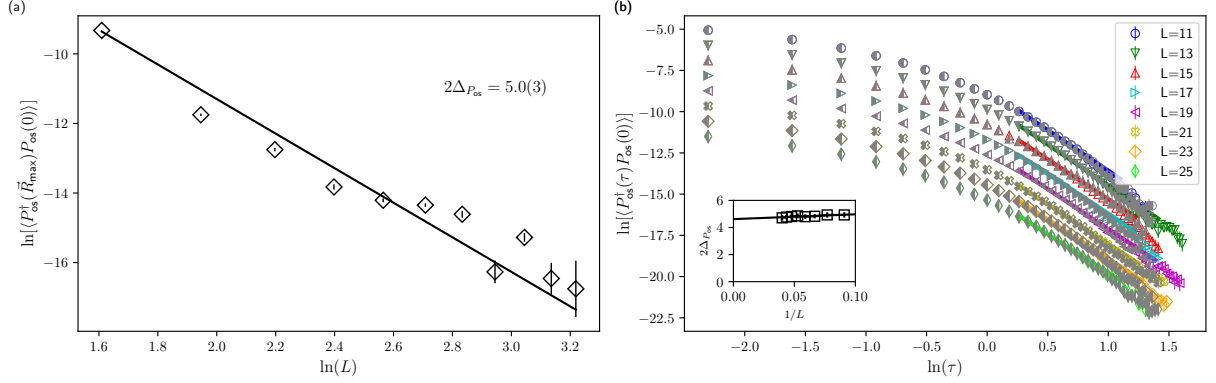 (a)
ln[⟨P†os(R⃗max)Pos(0)⟩]
−10
−12
−14
−16
2ΔPos = 5.0(3)
1.6
1.8
2.0
2.2
2.4
2.6
2.8
3.0
3.2
ln(L)
(b)
ln[⟨P†os(τ)Pos(0)⟩]
−5.0
−7.5
−10.0
−12.5
−15.0
−17.5
−20.0
−22.5
L=11
L=13
L=15
L=17
L=19
L=21
L=23
L=25
2ΔPos
6
4
2
0
0.00
0.05
0.10
1/L
−2.0
−1.5
−1.0
−0.5
0.0
0.5
1.0
1.5
ln(τ)